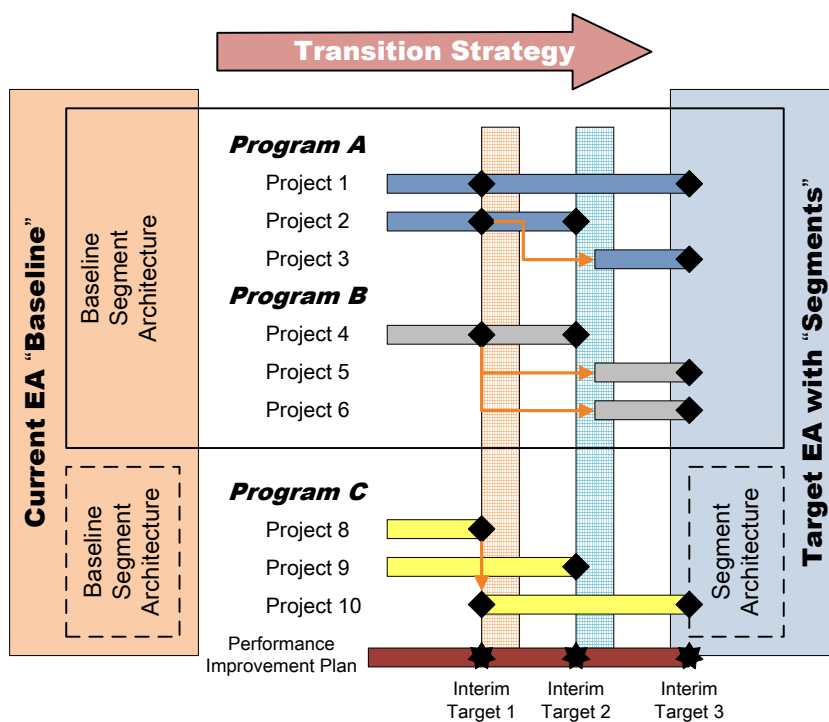 Transition Strategy
Current EA “Baseline”
Baseline
Segment
Architecture
Baseline
Segment
Architecture
Program A
Project 1
Project 2
Project 3
Program B
Project 4
Project 5
Project 6
Program C
Project 8
Project 9
Project 10
Performance
Improvement Plan
Interim
Target 1
Interim
Target 2
Interim
Target 3
Segment
Architecture
Target EA with “Segments”